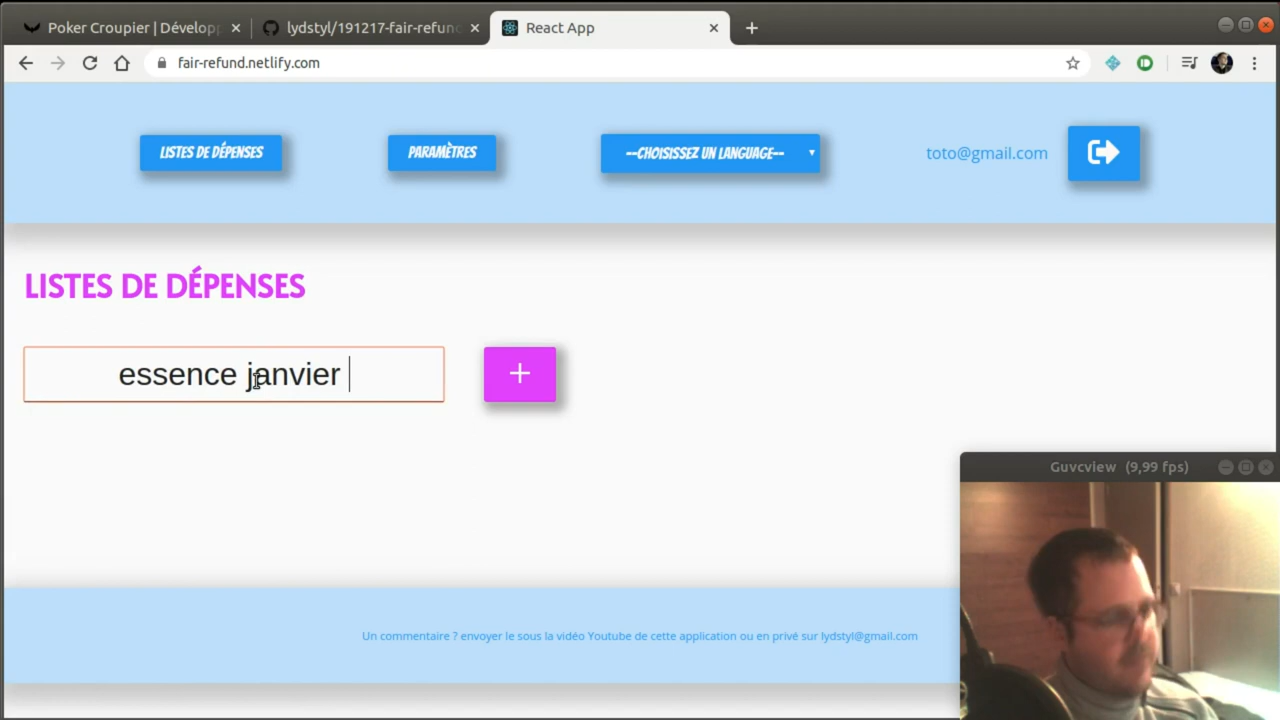 Poker Croupier | Dévelop
lydstyl/191217-fair-refun
React App
fair-refund.netlify.com
LISTES DE DÉPENSES
PARAMÈTRES
--CHOISISSEZ UN LANGUAGE--
toto@gmail.com
LISTES DE DÉPENSES
essence janvier
+
Guvcview (9,99 fps)
Un commentaire ? envoyer le sous la vidéo Youtube de cette application ou en privé sur lydstyl@gmail.com